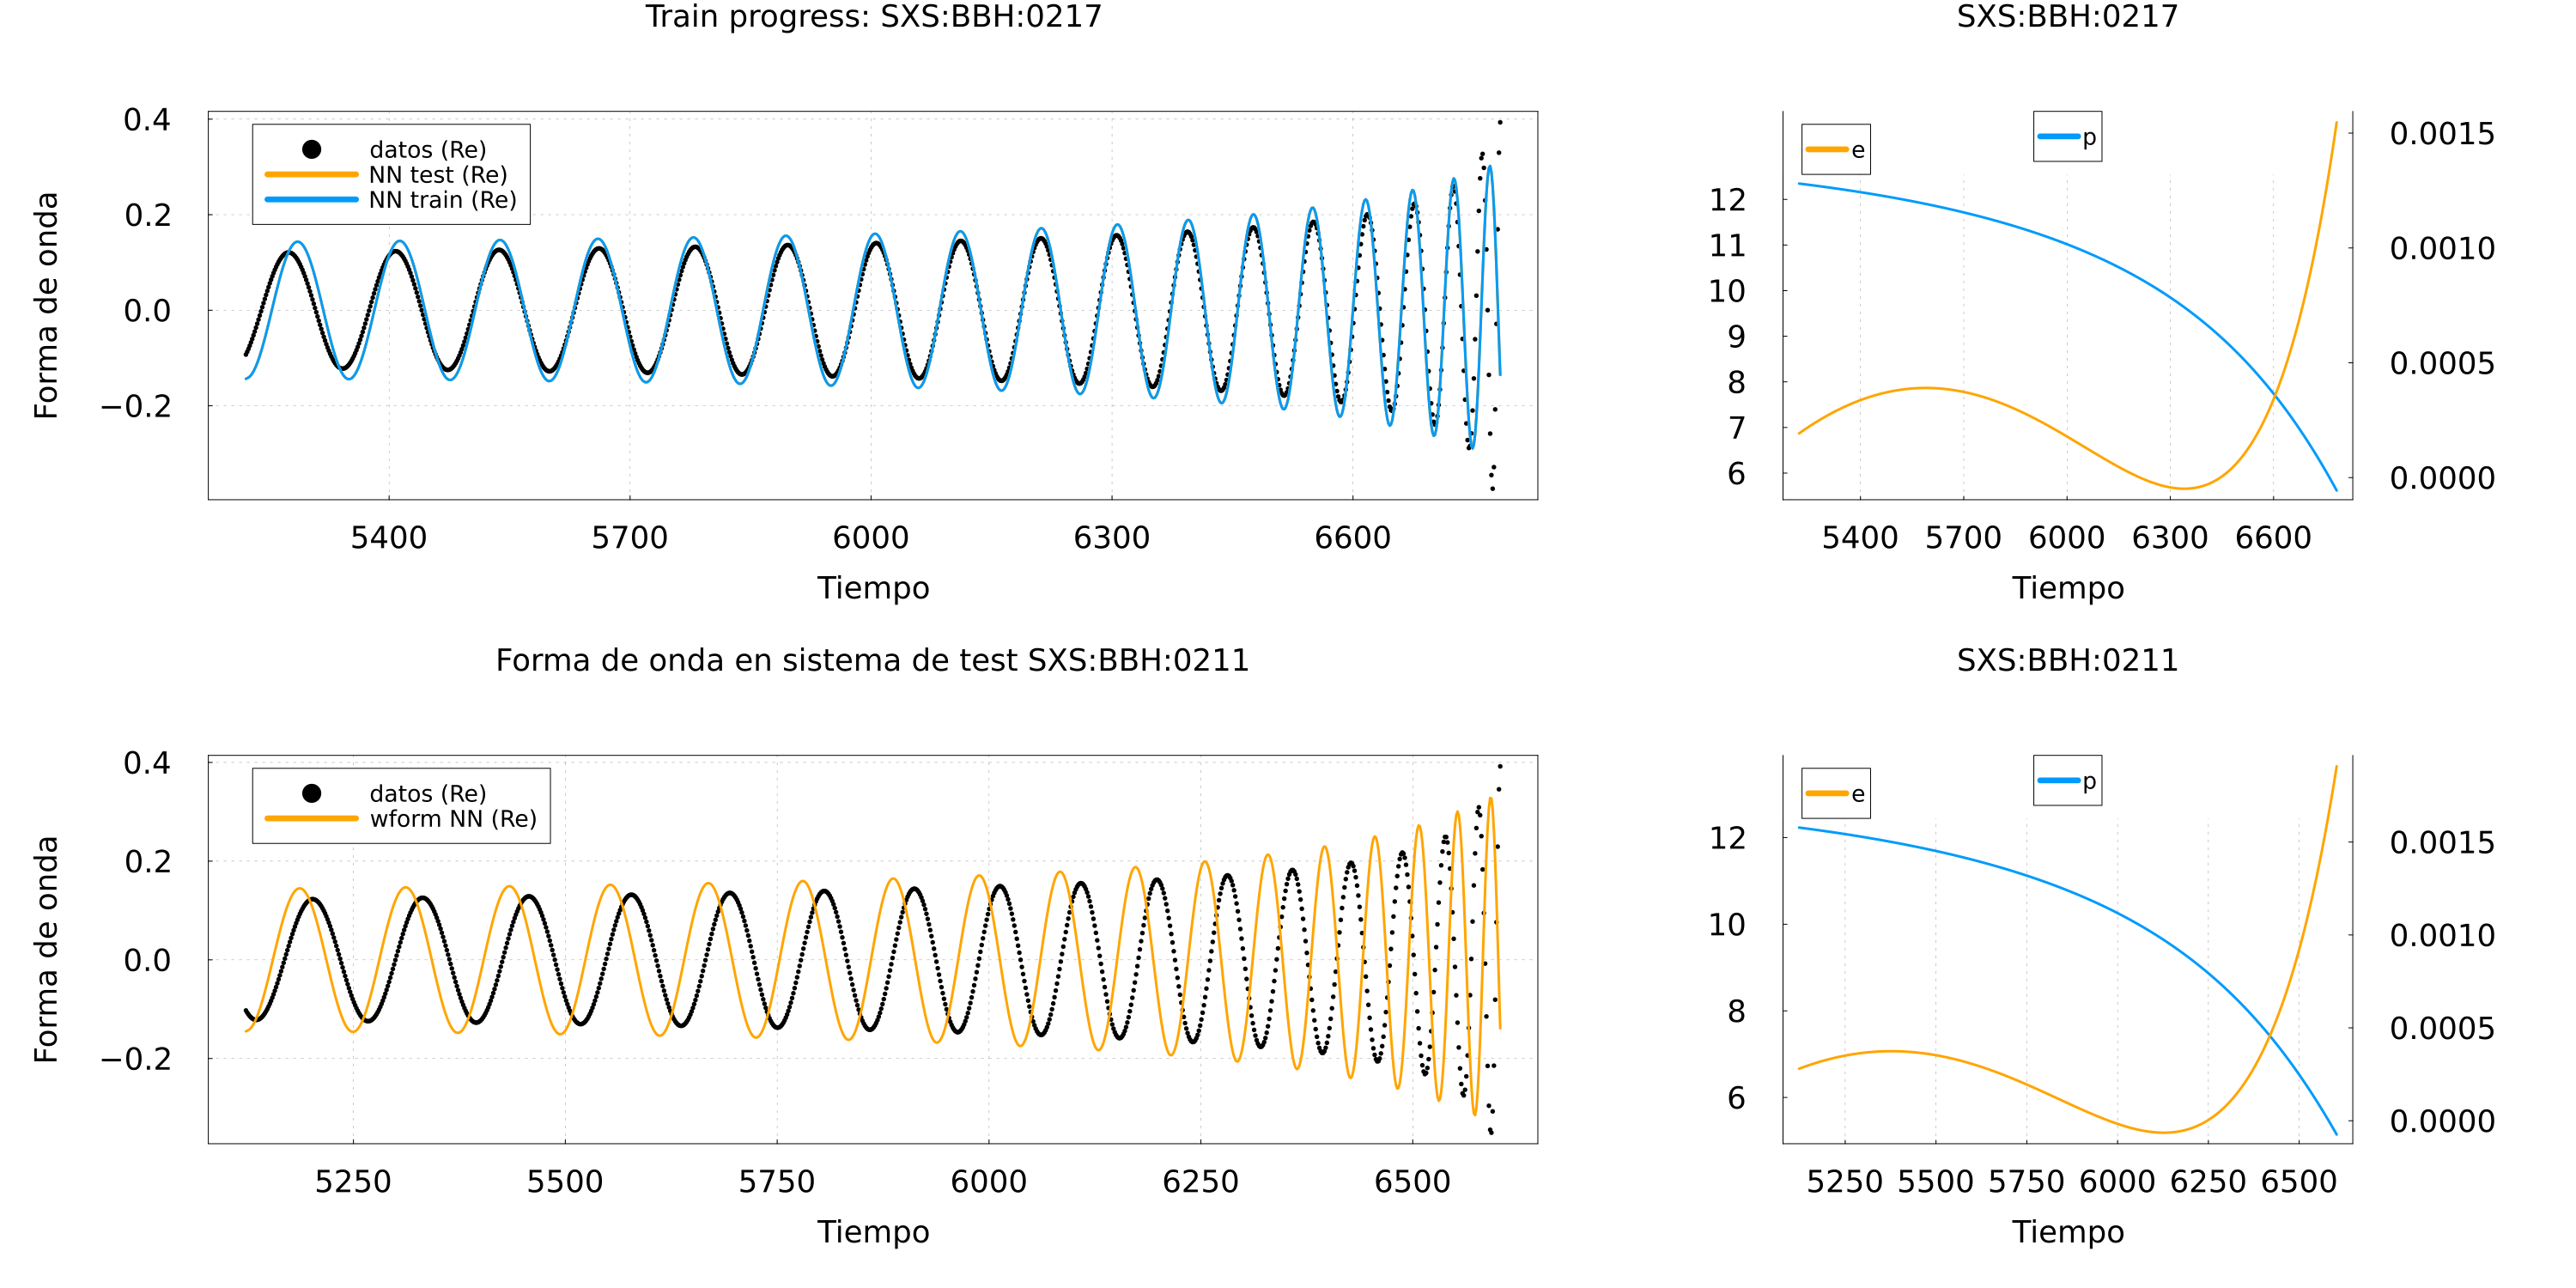 Train progress: SXS:BBH:0217
0.4
0.2
0.0
−0.2
Forma de onda
datos (Re)
NN test (Re)
NN train (Re)
5400 5700 6000 6300 6600
Tiempo
SXS:BBH:0217
e
p
12
11
10
9
8
7
6
0.0015
0.0010
0.0005
0.0000
5400 5700 6000 6300 6600
Tiempo
Forma de onda en sistema de test SXS:BBH:0211
0.4
0.2
0.0
−0.2
Forma de onda
datos (Re)
wform NN (Re)
5250 5500 5750 6000 6250 6500
Tiempo
SXS:BBH:0211
e
p
12
10
8
6
0.0015
0.0010
0.0005
0.0000
5250 5500 5750 6000 6250 6500
Tiempo